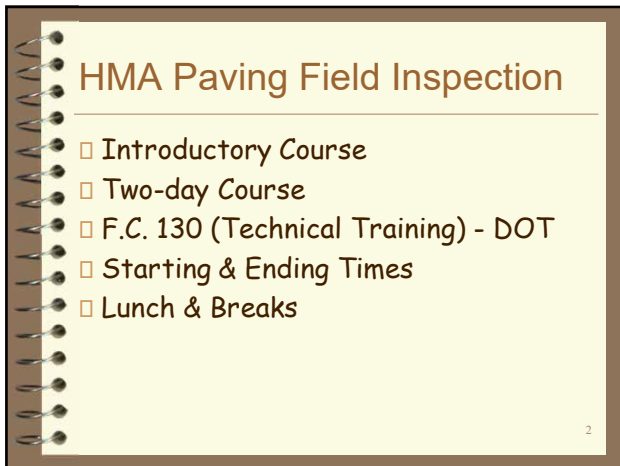 HMA Paving Field Inspection
Introductory Course
Two-day Course
F.C. 130 (Technical Training) - DOT
Starting & Ending Times
Lunch & Breaks
2